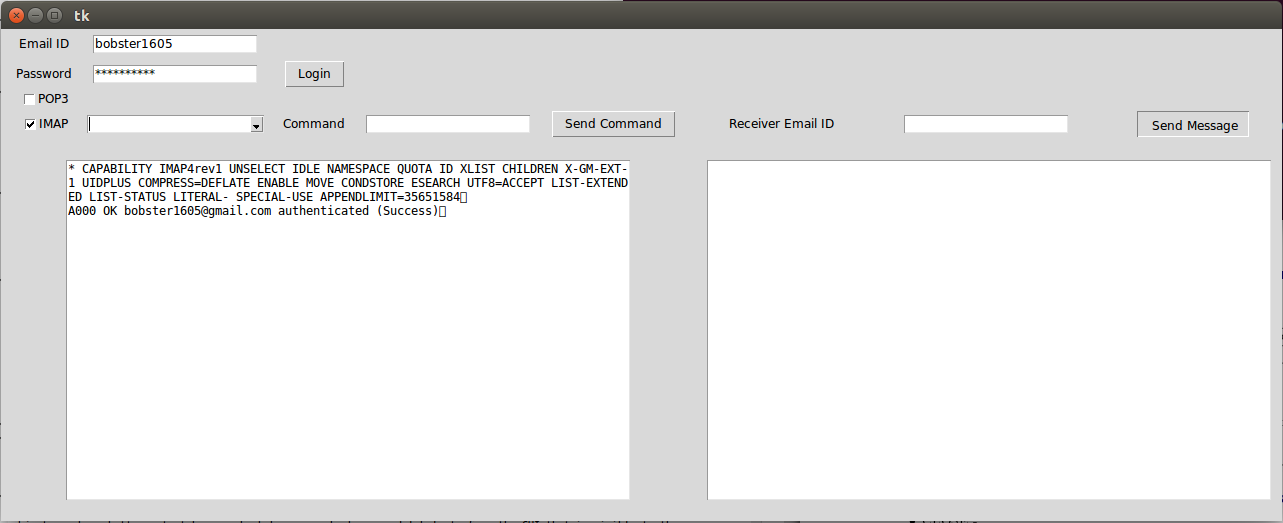 tk
Email ID bobster1605
Password ********** Login
POP3
IMAP Command Send Command Receiver Email ID Send Message
* CAPABILITY IMAP4rev1 UNSELECT IDLE NAMESPACE QUOTA ID XLIST CHILDREN X-GM-EXT-
1 UIDPLUS COMPRESS=DEFLATE ENABLE MOVE CONDSTORE ESEARCH UTF8=ACCEPT LIST-EXTEND
ED LIST-STATUS LITERAL- SPECIAL-USE APPENDLIMIT=35651584
A000 OK bobster1605@gmail.com authenticated (Success)